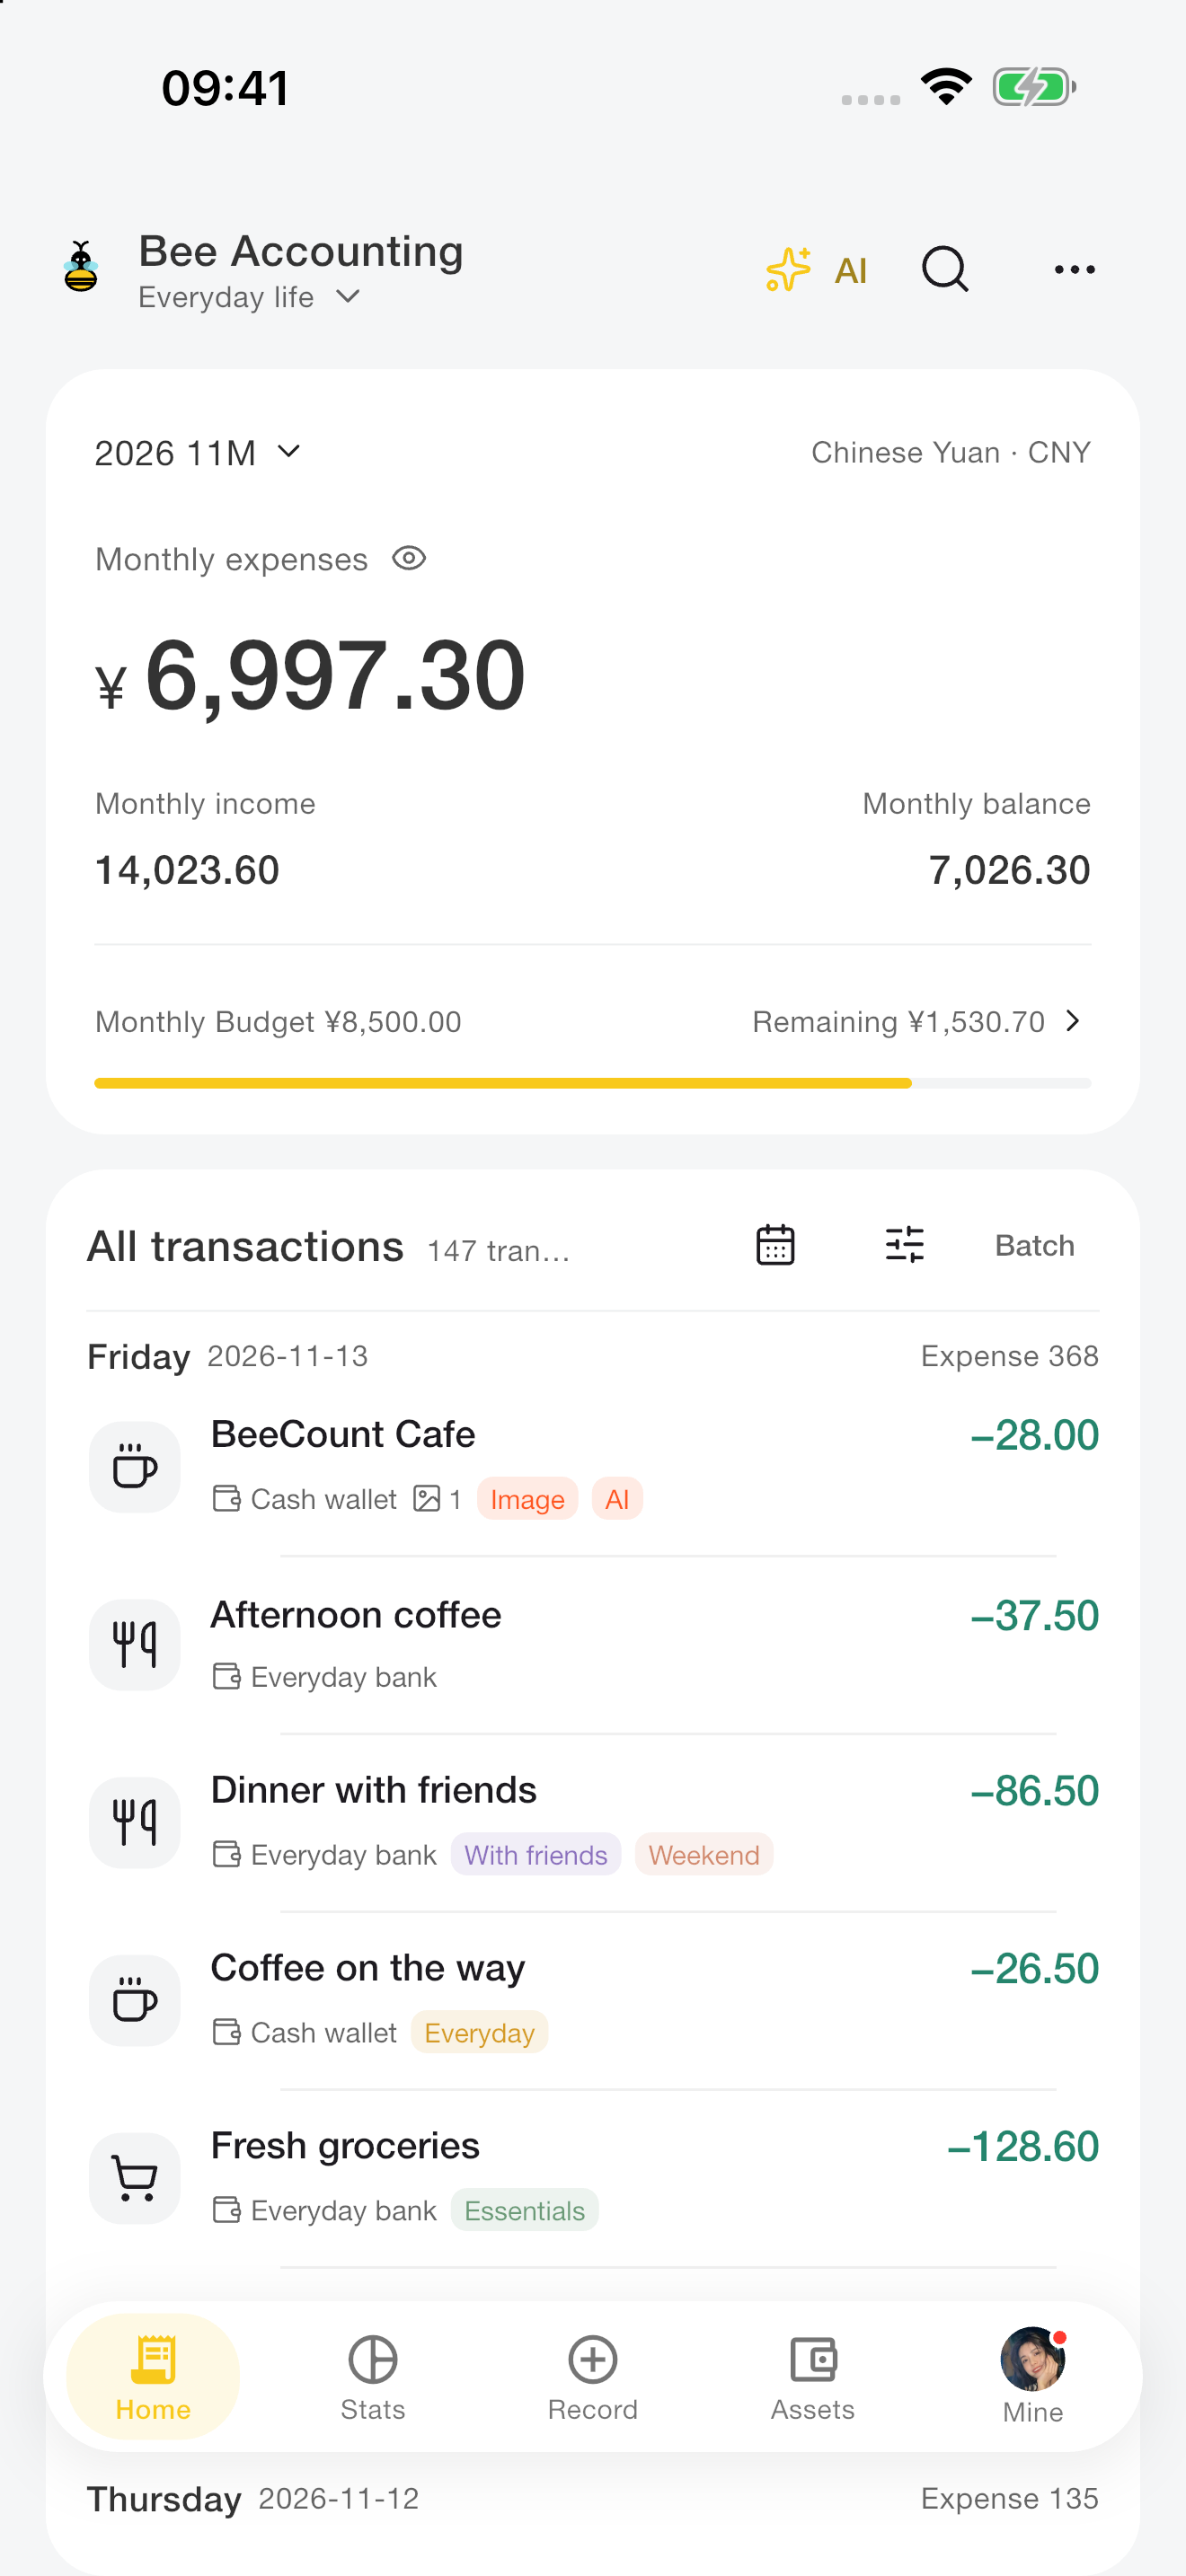 09:41
Bee Accounting
Everyday life
AI
2026 11M
Chinese Yuan · CNY
Monthly expenses
¥ 6,997.30
Monthly income
Monthly balance
14,023.60
7,026.30
Monthly Budget ¥8,500.00
Remaining ¥1,530.70
All transactions 147 tran...
Batch
Friday 2026-11-13
Expense 368
BeeCount Cafe
−28.00
Cash wallet 1 Image AI
Afternoon coffee
−37.50
Everyday bank
Dinner with friends
−86.50
Everyday bank With friends Weekend
Coffee on the way
−26.50
Cash wallet Everyday
Fresh groceries
−128.60
Everyday bank Essentials
Home
Stats
Record
Assets
Mine
Thursday 2026-11-12
Expense 135